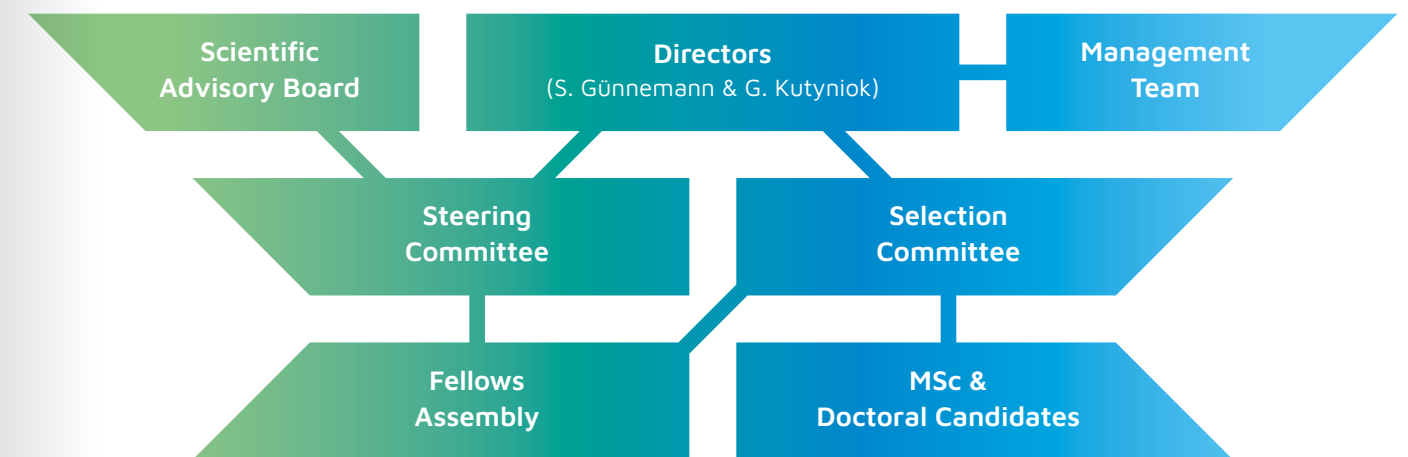 Scientific
Advisory Board
Directors
(S. Günnemann & G. Kutyniok)
Management
Team
Steering
Committee
Selection
Committee
Fellows
Assembly
MSc &
Doctoral Candidates